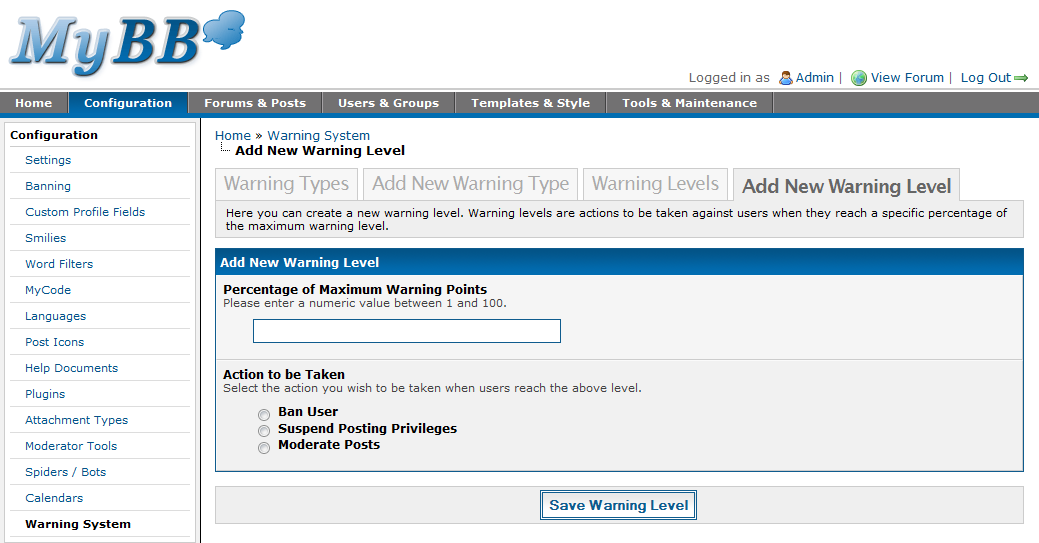 MyBB
Logged in as Admin | View Forum | Log Out
Home Configuration Forums & Posts Users & Groups Templates & Style Tools & Maintenance
Configuration
Settings
Banning
Custom Profile Fields
Smilies
Word Filters
MyCode
Languages
Post Icons
Help Documents
Plugins
Attachment Types
Moderator Tools
Spiders / Bots
Calendars
Warning System
Home » Warning System
Add New Warning Level
Warning Types Add New Warning Type Warning Levels Add New Warning Level
Here you can create a new warning level. Warning levels are actions to be taken against users when they reach a specific percentage of
the maximum warning level.
Add New Warning Level
Percentage of Maximum Warning Points
Please enter a numeric value between 1 and 100.
Action to be Taken
Select the action you wish to be taken when users reach the above level.
Ban User
Suspend Posting Privileges
Moderate Posts
Save Warning Level